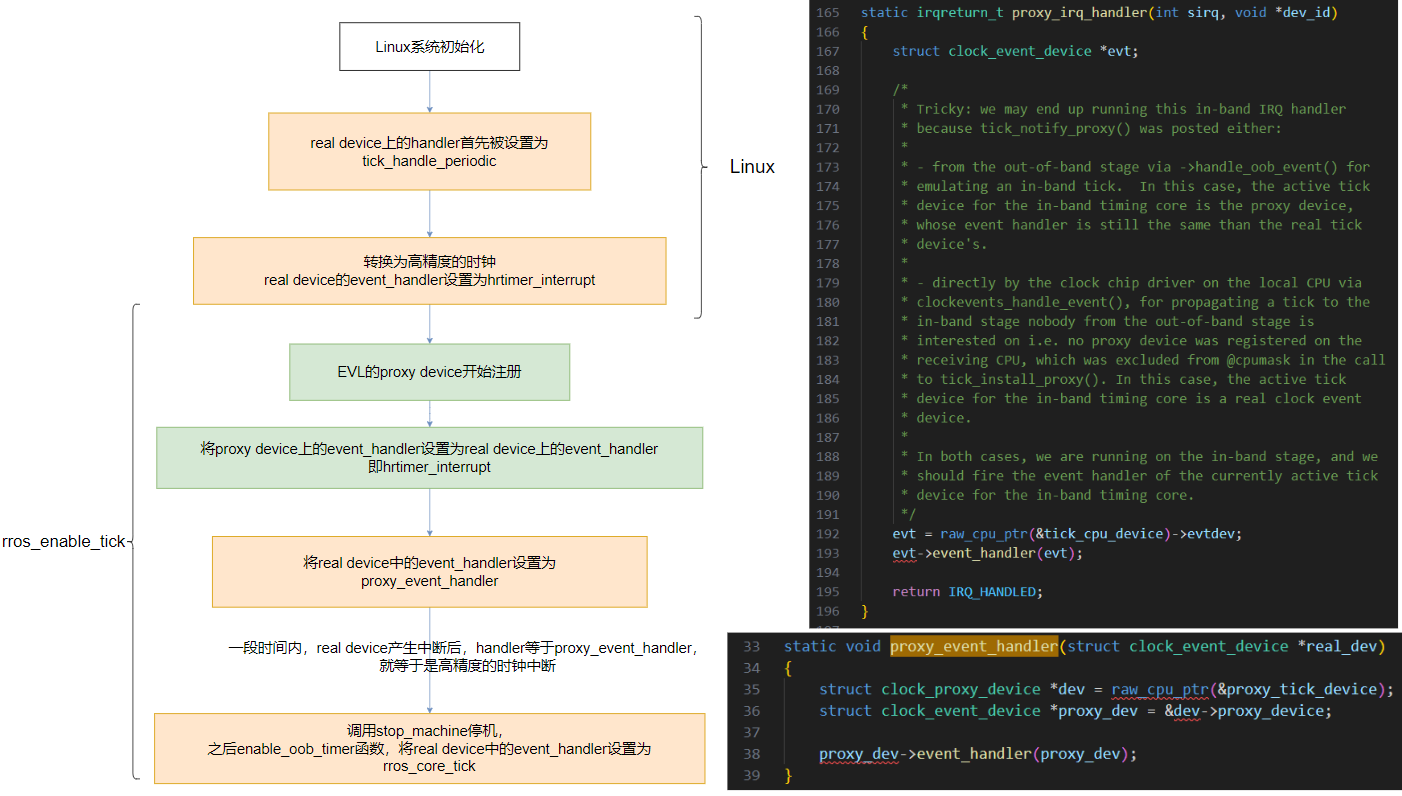 Linux系统初始化
real device上的handler首先被设置为
tick_handle_periodic
转换为高精度的时钟
real device的event_handler设置为hrtimer_interrupt
Linux
EVL的proxy device开始注册
将proxy device上的event_handler设置为real device上的event_handler
即hrtimer_interrupt
rros_enable_tick
将real device中的event_handler设置为
proxy_event_handler
一段时间内，real device产生中断后，handler等于proxy_event_handler，
就等于是高精度的时钟中断
调用stop_machine停机，
之后enable_oob_timer函数，将real device中的event_handler设置为
rros_core_tick
165 static irqreturn_t proxy_irq_handler(int sirq, void *dev_id)
166 {
167 struct clock_event_device *evt;
168
169 /*
170 * Tricky: we may end up running this in-band IRQ handler
171 * because tick_notify_proxy() was posted either:
172 *
173 * - from the out-of-band stage via ->handle_oob_event() for
174 * emulating an in-band tick.  In this case, the active tick
175 * device for the in-band timing core is the proxy device,
176 * whose event handler is still the same than the real tick
177 * device's.
178 *
179 * - directly by the clock chip driver on the local CPU via
180 * clockevents_handle_event(), for propagating a tick to the
181 * in-band stage nobody from the out-of-band stage is
182 * interested on i.e. no proxy device was registered on the
183 * receiving CPU, which was excluded from @cpumask in the call
184 * to tick_install_proxy(). In this case, the active tick
185 * device for the in-band timing core is a real clock event
186 * device.
187 *
188 * In both cases, we are running on the in-band stage, and we
189 * should fire the event handler of the currently active tick
190 * device for the in-band timing core.
191 */
192 evt = raw_cpu_ptr(&tick_cpu_device)->evtdev;
193 evt->event_handler(evt);
194
195 return IRQ_HANDLED;
196 }
33 static void proxy_event_handler(struct clock_event_device *real_dev)
34 {
35 struct clock_proxy_device *dev = raw_cpu_ptr(&proxy_tick_device);
36 struct clock_event_device *proxy_dev = &dev->proxy_device;
37
38 proxy_dev->event_handler(proxy_dev);
39 }